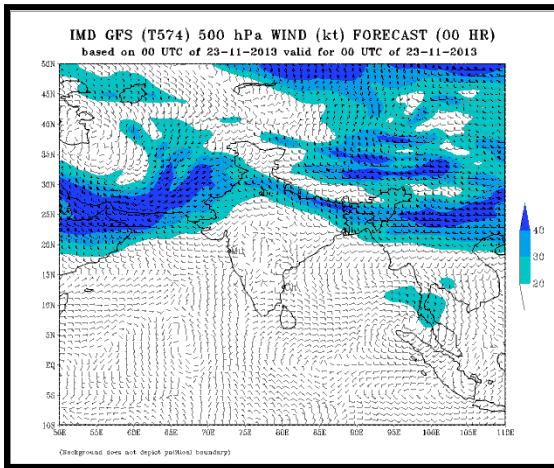 IMD GFS (T574) 500 hPa WIND (kt) FORECAST (00 HR)
based on 00 UTC of 23-11-2013 valid for 00 UTC of 23-11-2013
50N
45N
40N
35N
30N
25N
20N
15N
10N
5N
EQ
5S
10S
50E 55E 60E 65E 70E 75E 80E 85E 90E 95E 100E 105E 110E
40
30
20
(Background does not depict political boundary)